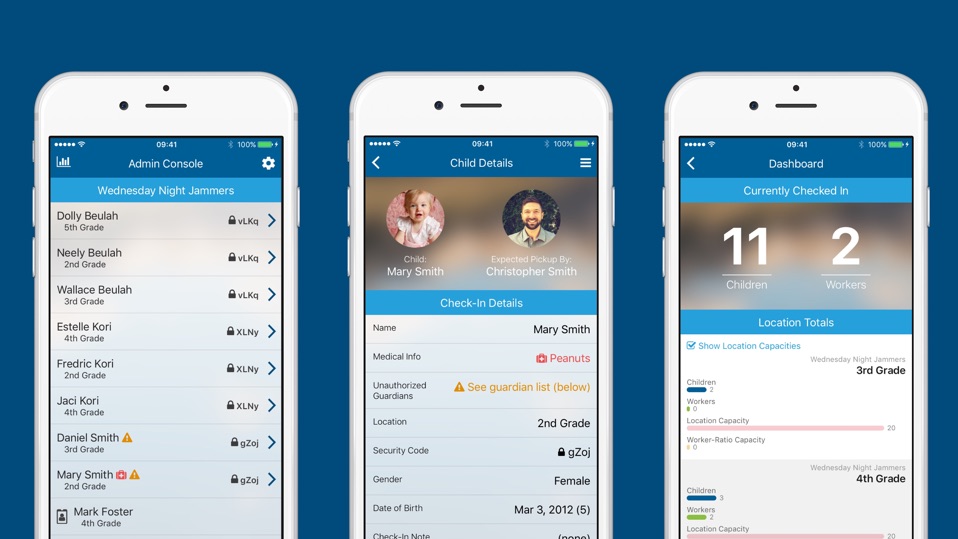 09:41
100%
Admin Console
Wednesday Night Jammers
Dolly Beulah
5th Grade
vLKq
Neely Beulah
2nd Grade
vLKq
Wallace Beulah
3rd Grade
vLKq
Estelle Kori
4th Grade
XLNy
Fredric Kori
2nd Grade
XLNy
Jaci Kori
4th Grade
XLNy
Daniel Smith
3rd Grade
gZoj
Mary Smith
2nd Grade
gZoj
Mark Foster
4th Grade
09:41
100%
Child Details
Child:
Mary Smith
Expected Pickup By:
Christopher Smith
Check-In Details
Name
Mary Smith
Medical Info
Peanuts
Unauthorized
Guardians
See guardian list (below)
Location
2nd Grade
Security Code
gZoj
Gender
Female
Date of Birth
Mar 3, 2012 (5)
Check-In Note
(none)
09:41
100%
Dashboard
Currently Checked In
11
Children
2
Workers
Location Totals
Show Location Capacities
Wednesday Night Jammers
3rd Grade
Children
2
Workers
0
Location Capacity
20
Worker-Ratio Capacity
0
Wednesday Night Jammers
4th Grade
Children
3
Workers
2
Location Capacity
20